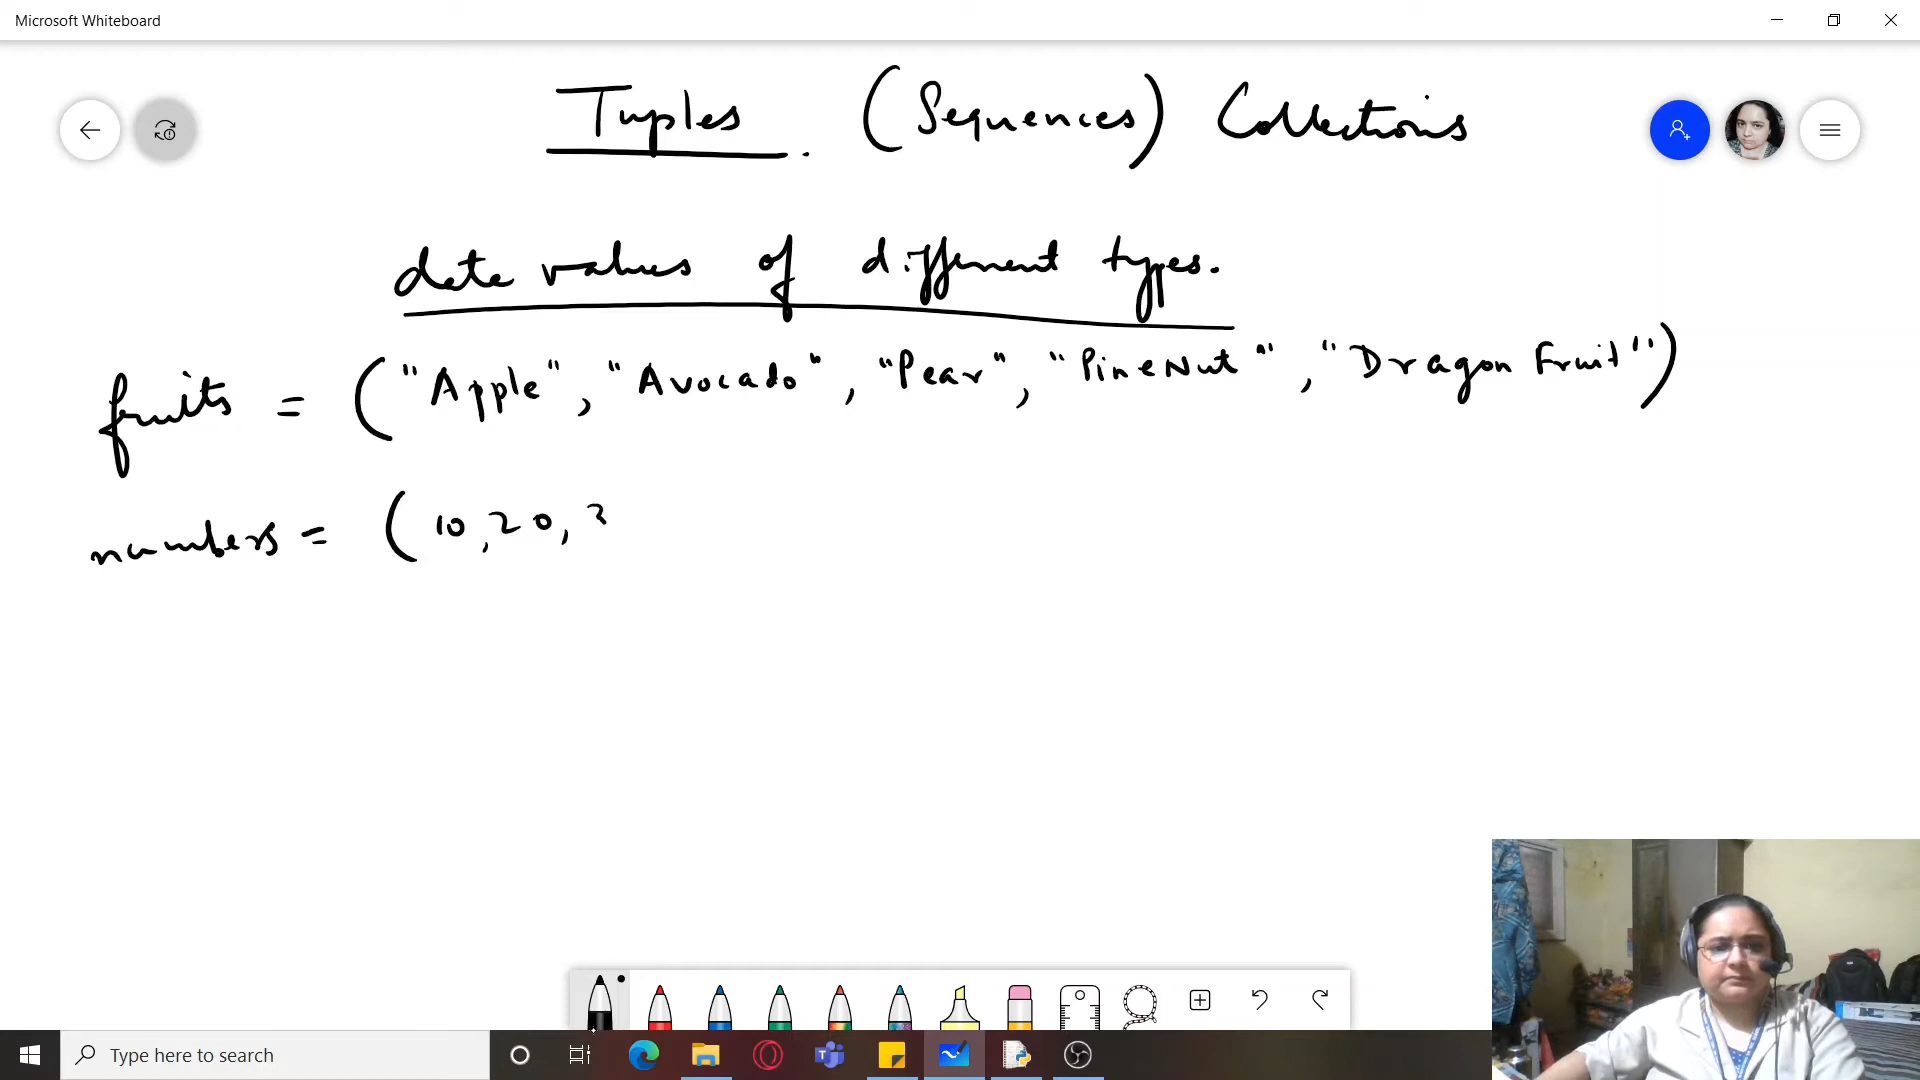 Microsoft Whiteboard
Tuples. (Sequences) Collections
data values of different types.
fruits = ("Apple", "Avocado", "Pear", "PineNut", "Dragon Fruit")
numbers = (10, 20, 3
Type here to search